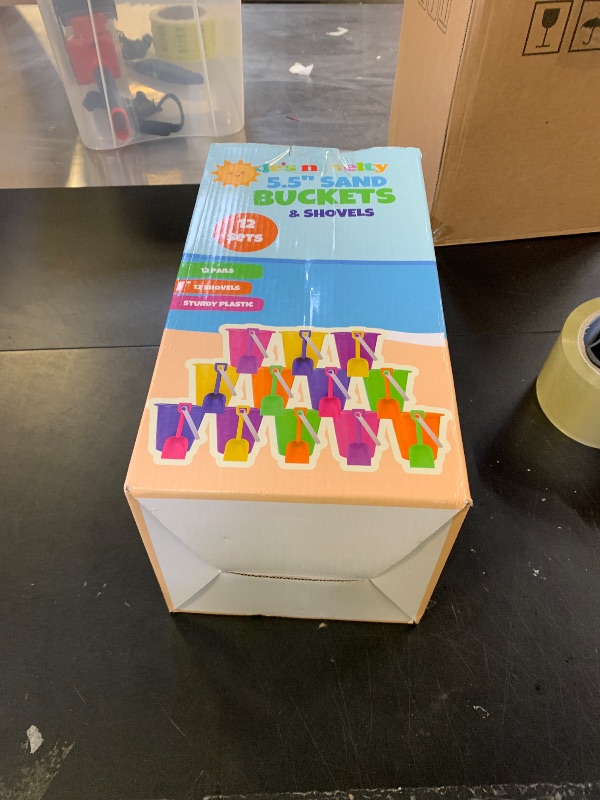 5.5" SAND
BUCKETS
& SHOVELS
12
SETS
12 PAILS
12 SHOVELS
STURDY PLASTIC